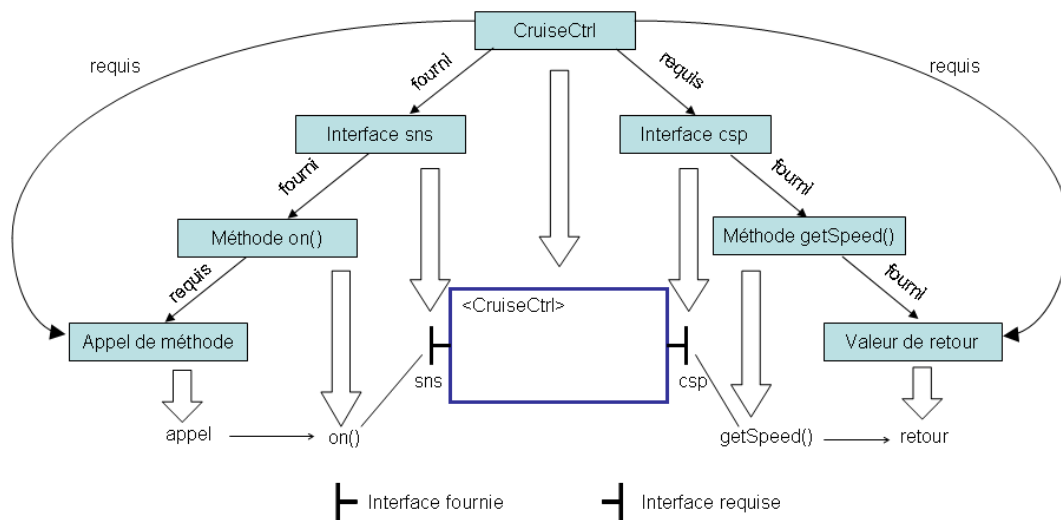 CruiseCtrl
requis
fourni
requis
requis
Interface sns
Interface csp
fourni
fourni
Méthode on()
Méthode getSpeed()
requis
fourni
<CruiseCtrl>
Appel de méthode
Valeur de retour
sns
csp
appel
on()
getSpeed()
retour
Interface fournie
Interface requise